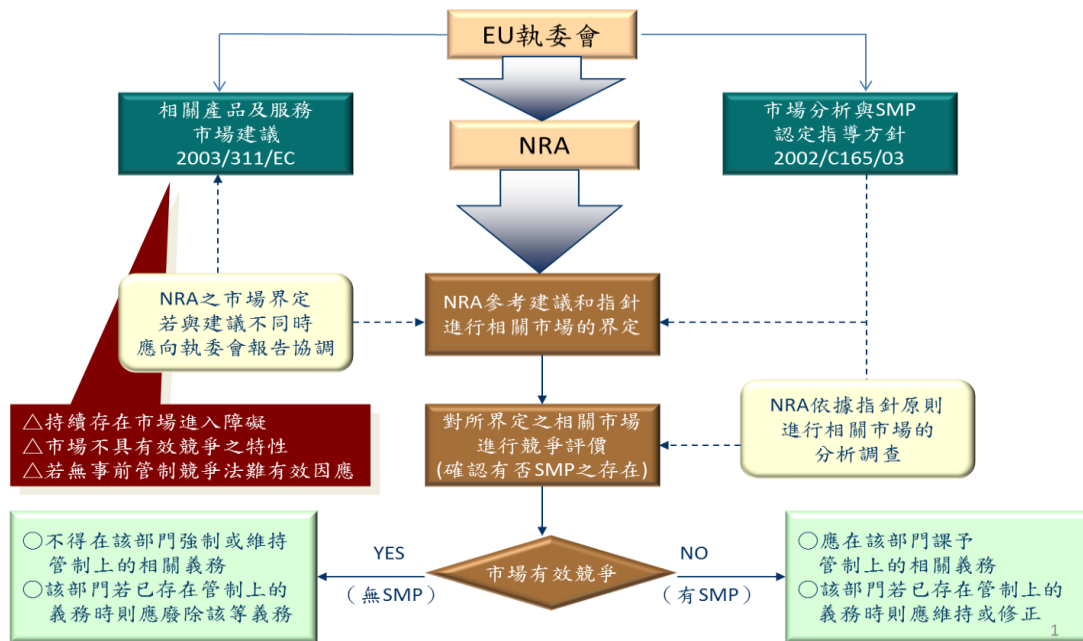 EU執委會
相關產品及服務
市場建議
2003/311/EC
市場分析與SMP
認定指導方針
2002/C165/03
NRA
NRA之市場界定
若與建議不同時
應向執委會報告協調
NRA參考建議和指針
進行相關市場的界定
△持續存在市場進入障礙
△市場不具有效競爭之特性
△若無事前管制競爭法難有效因應
對所界定之相關市場
進行競爭評價
(確認有否SMP之存在)
NRA依據指針原則
進行相關市場的
分析調查
○不得在該部門強制或維持
管制上的相關義務
○該部門若已存在管制上的
義務時則應廢除該等義務
YES
(無SMP)
市場有效競爭
NO
(有SMP)
○應在該部門課予
管制上的相關義務
○該部門若已存在管制上的
義務時則應維持或修正
1